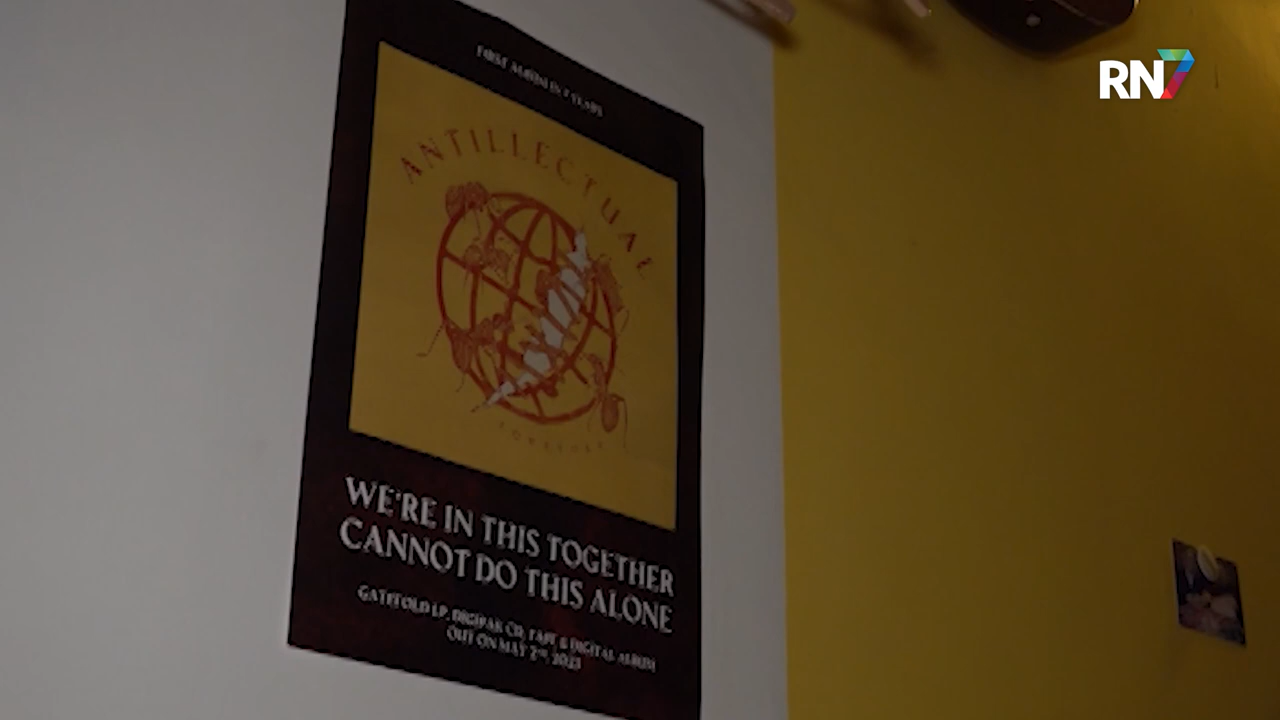 RN7
FIRST ALBUM IN 7 YEARS
ANTILLECTUAL
TOGETHER
WE'RE IN THIS TOGETHER
CANNOT DO THIS ALONE
GATEFOLD LP, DIGIPAK CD, TAPE & DIGITAL ALBUM
OUT ON MAY 2ND,